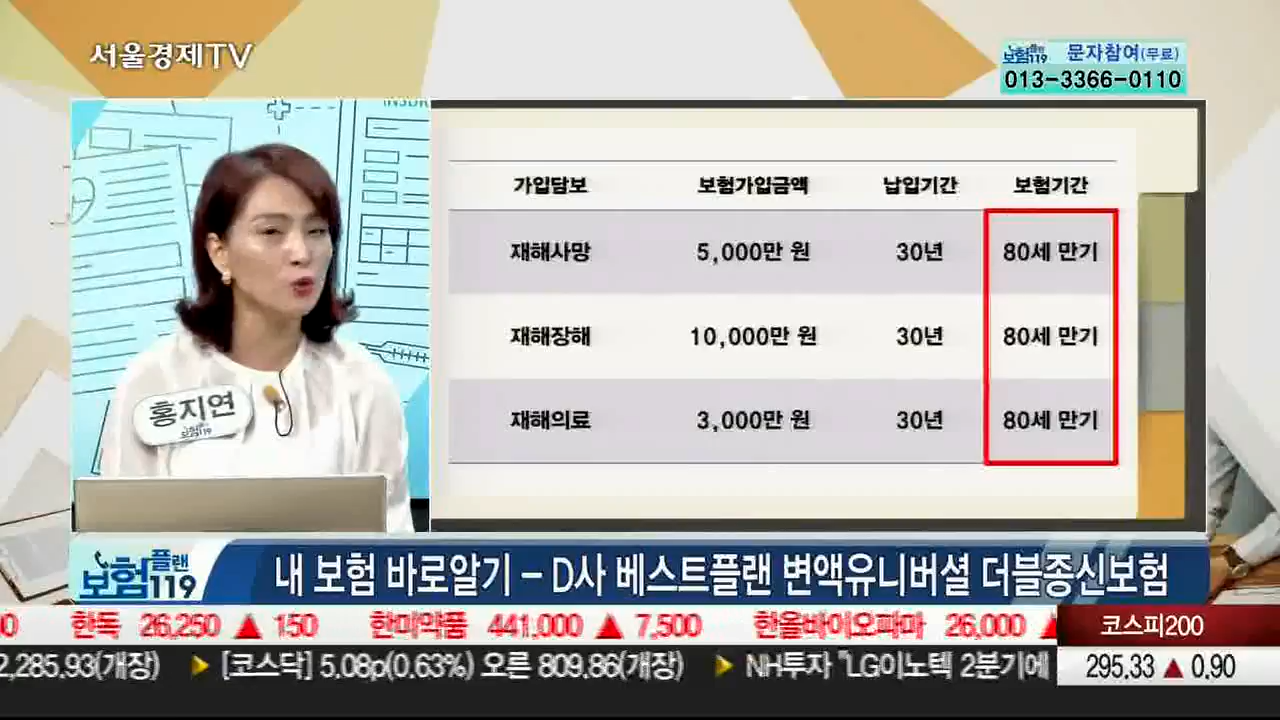 서울경제TV
보험플랜119 문자참여(무료)
013-3366-0110
INSUR
가입담보 보험가입금액 납입기간 보험기간
재해사망 5,000만 원 30년 80세 만기
재해장해 10,000만 원 30년 80세 만기
재해의료 3,000만 원 30년 80세 만기
홍지연
보험119
보험플랜119
내 보험 바로알기 - D사 베스트플랜 변액유니버셜 더블종신보험
0 한독 26,250 ▲ 150 한미약품 441,000 ▲ 7,500 한올바이오파마 26,000 ▲
코스피200
2,285.93(개장) ▶ [코스닥] 5.08p(0.63%) 오른 809.86(개장) ▶ NH투자 "LG이노텍 2분기에
295.33 ▲ 0.90